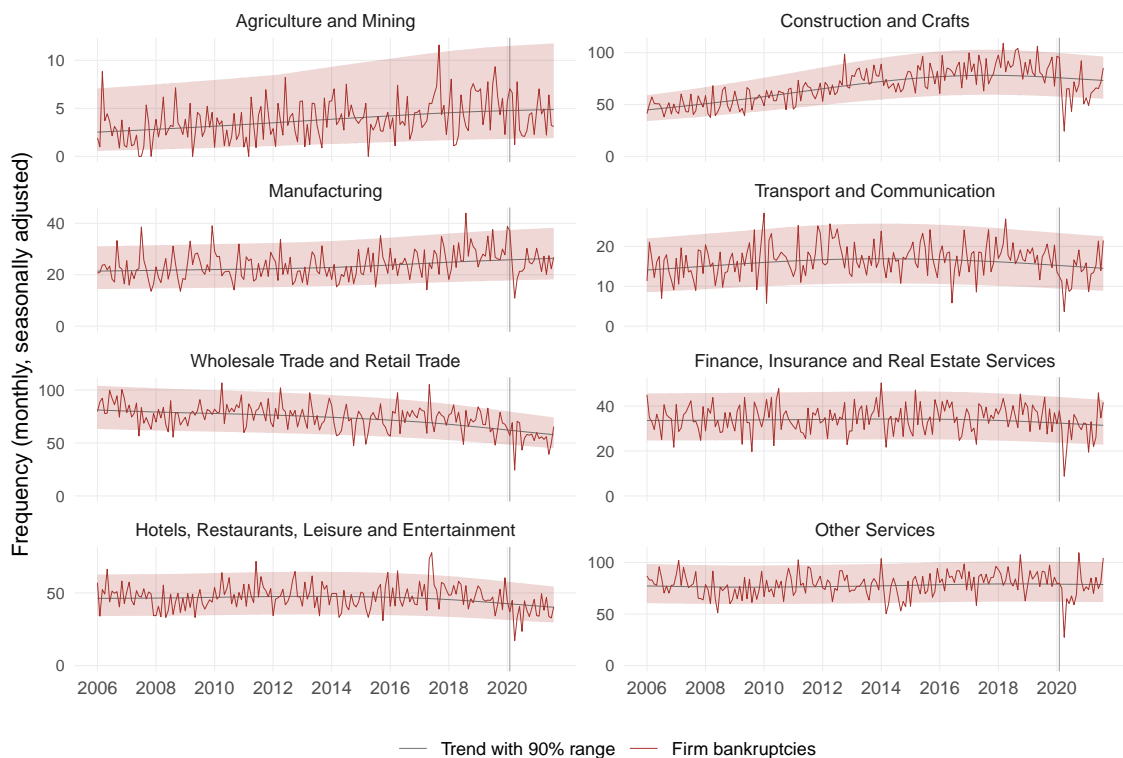 Agriculture and Mining
Construction and Crafts
10
5
0
100
50
0
Manufacturing
Transport and Communication
40
20
0
20
10
0
Wholesale Trade and Retail Trade
Finance, Insurance and Real Estate Services
100
50
0
40
20
0
Hotels, Restaurants, Leisure and Entertainment
Other Services
50
0
100
50
0
2006 2008 2010 2012 2014 2016 2018 2020
2006 2008 2010 2012 2014 2016 2018 2020
Frequency (monthly, seasonally adjusted)
Trend with 90% range
Firm bankruptcies